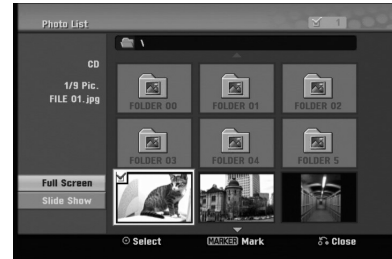 Photo List
1
\
CD
1/9 Pic.
FILE 01.jpg
FOLDER 00
FOLDER 01
FOLDER 02
FOLDER 03
FOLDER 04
FOLDER 5
Full Screen
Slide Show
Select
MARKER Mark
Close